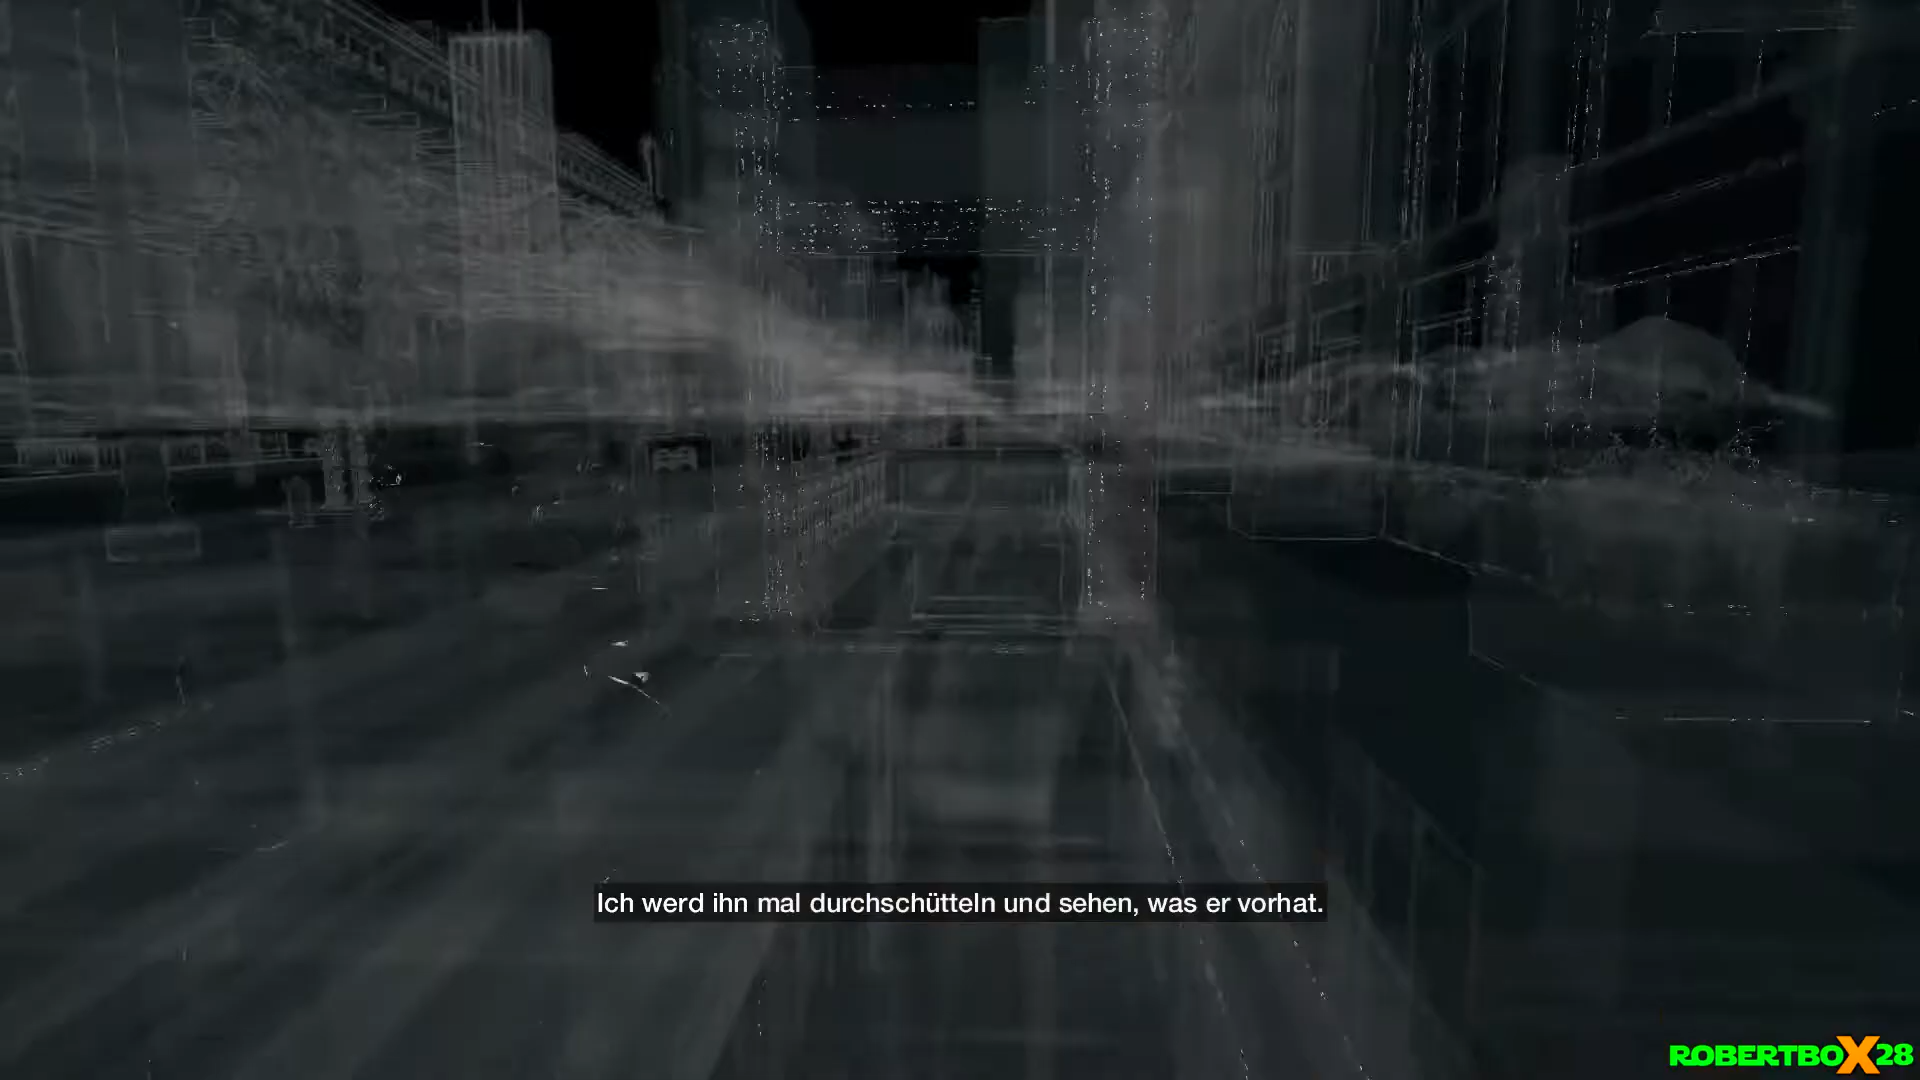 Ich werd ihn mal durchschütteln und sehen, was er vorhat.
ROBERTBOX28